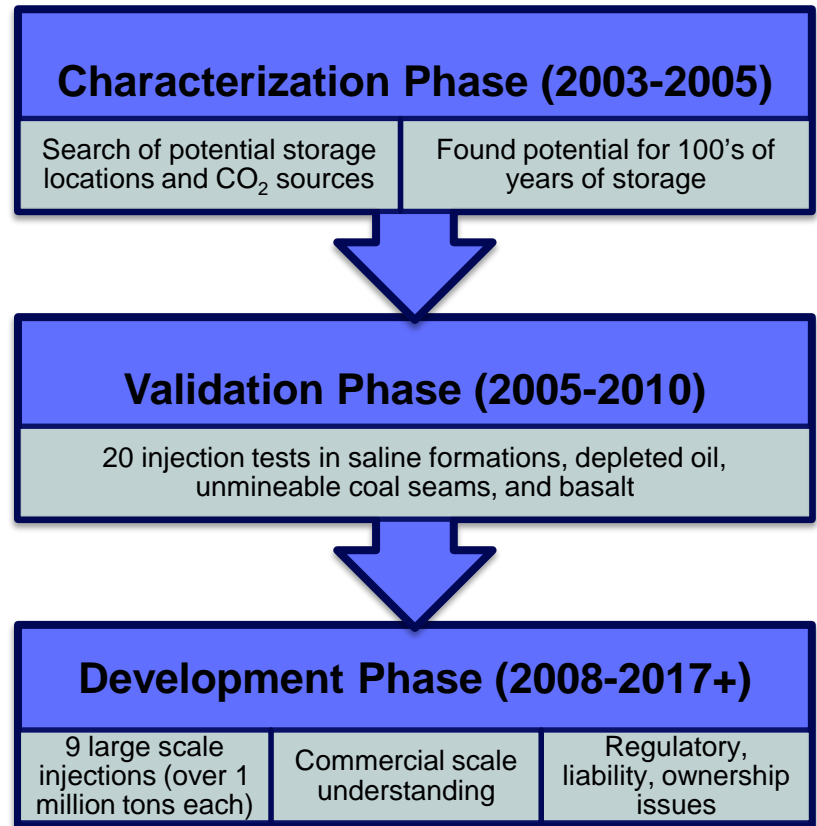 Characterization Phase (2003-2005)
Search of potential storage
locations and CO₂ sources
Found potential for 100’s of
years of storage
Validation Phase (2005-2010)
20 injection tests in saline formations, depleted oil,
unmineable coal seams, and basalt
Development Phase (2008-2017+)
9 large scale
injections (over 1
million tons each)
Commercial scale
understanding
Regulatory,
liability, ownership
issues